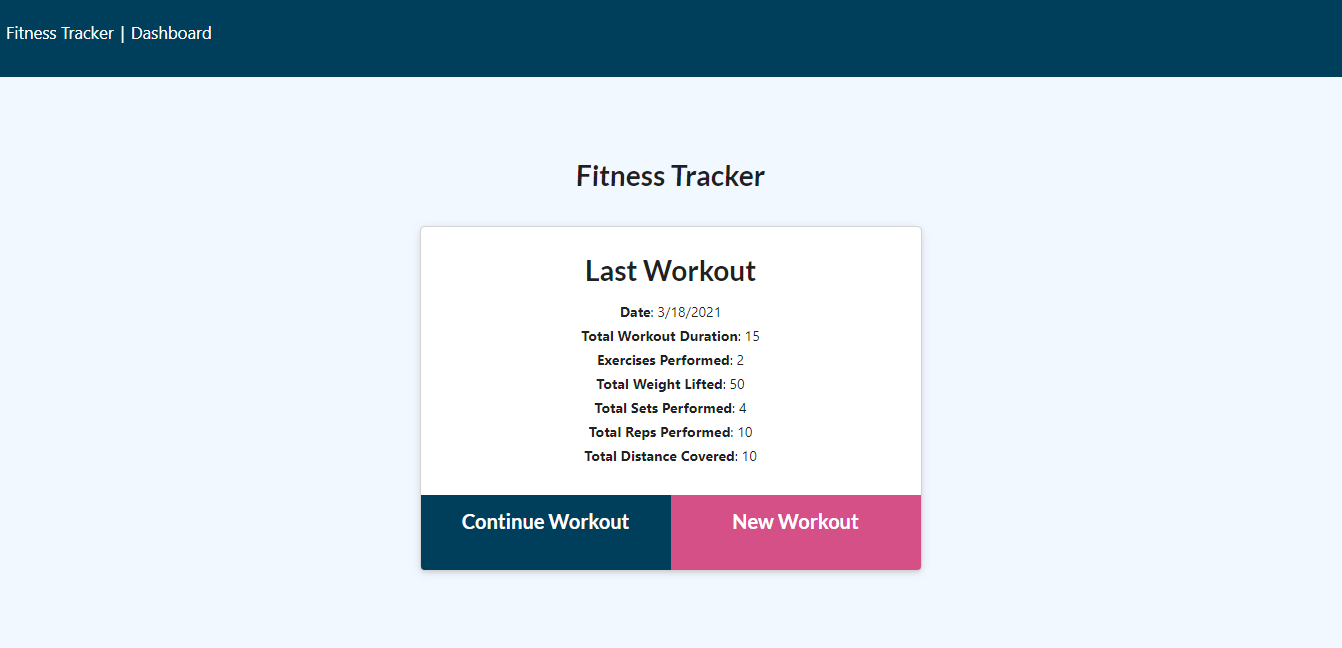 Fitness Tracker | Dashboard
Fitness Tracker
Last Workout
Date: 3/18/2021
Total Workout Duration: 15
Exercises Performed: 2
Total Weight Lifted: 50
Total Sets Performed: 4
Total Reps Performed: 10
Total Distance Covered: 10
Continue Workout New Workout